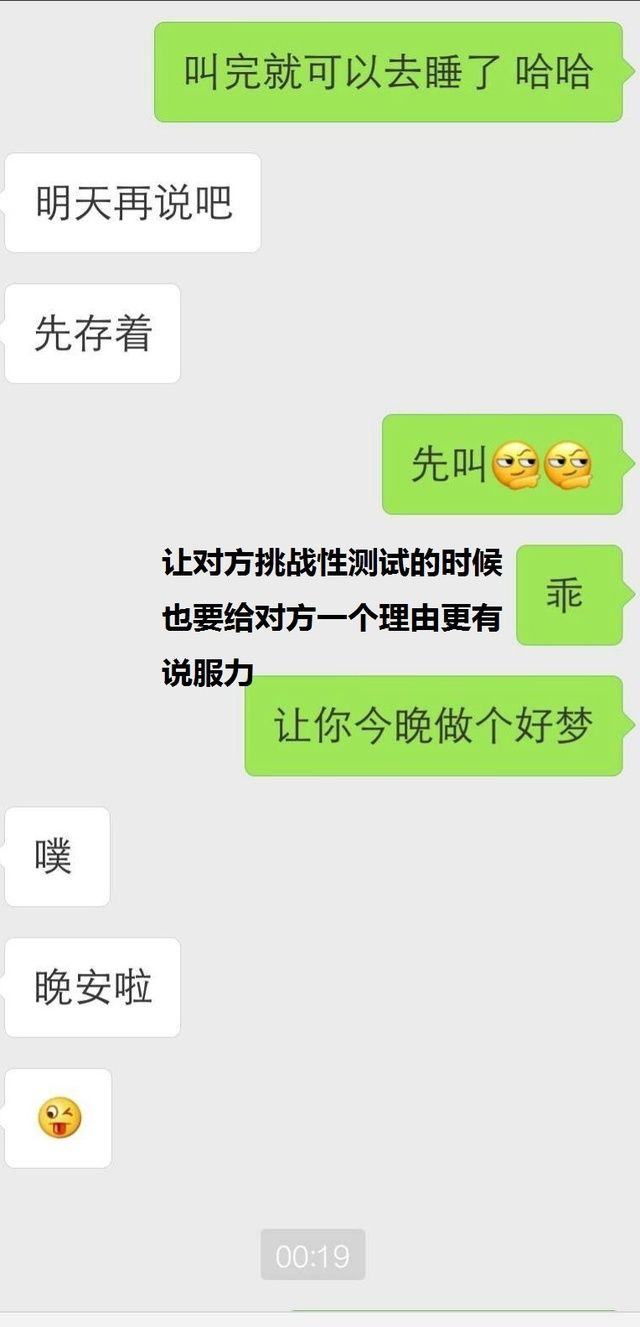 叫完就可以去睡了 哈哈
明天再说吧
先存着
先叫
让对方挑战性测试的时候
也要给对方一个理由更有
说服力
乖
让你今晚做个好梦
噗
晚安啦
00:19